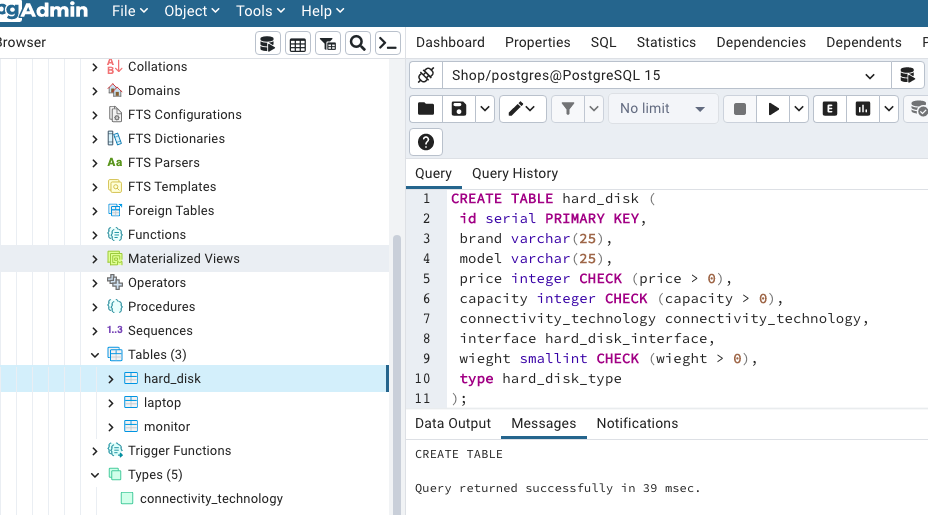 pgAdmin File Object Tools Help
Browser
Dashboard Properties SQL Statistics Dependencies Dependents
Shop/postgres@PostgreSQL 15
No limit
E
Query Query History
Collations
Domains
FTS Configurations
FTS Dictionaries
Aa FTS Parsers
FTS Templates
Foreign Tables
Functions
Materialized Views
Operators
Procedures
1..3 Sequences
Tables (3)
hard_disk
laptop
monitor
Trigger Functions
Types (5)
connectivity_technology
1 CREATE TABLE hard_disk (
2 id serial PRIMARY KEY,
3 brand varchar(25),
4 model varchar(25),
5 price integer CHECK (price > 0),
6 capacity integer CHECK (capacity > 0),
7 connectivity_technology connectivity_technology,
8 interface hard_disk_interface,
9 wieght smallint CHECK (wieght > 0),
10 type hard_disk_type
11 );
Data Output Messages Notifications
CREATE TABLE
Query returned successfully in 39 msec.